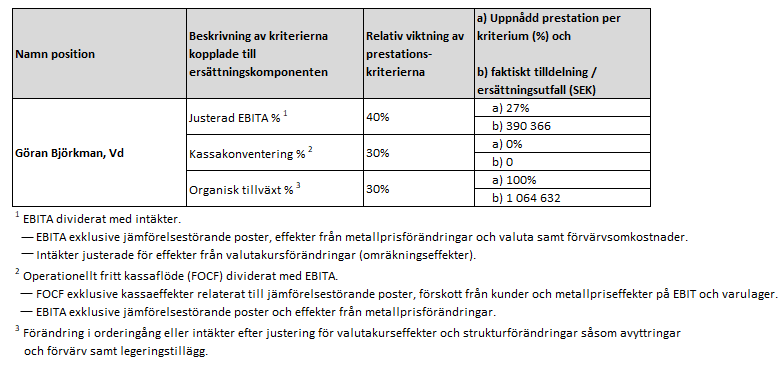 Namn position
Beskrivning av kriterierna
kopplade till
ersättningskomponenten
Relativ viktning av
prestations-
kriterierna
a) Uppnådd prestation per
kriterium (%) och
b) faktiskt tilldelning /
ersättningsutfall (SEK)
Göran Björkman, Vd
Justerad EBITA % 1
40%
a) 27%
b) 390 366
Kassakonvertering % 2
30%
a) 0%
b) 0
Organisk tillväxt % 3
30%
a) 100%
b) 1 064 632
1 EBITA dividerat med intäkter.
— EBITA exklusive jämförelsestörande poster, effekter från metallprisförändringar och valuta samt förvärvsomkostnader.
— Intäkter justerade för effekter från valutakursförändringar (omräkningseffekter).
2 Operationellt fritt kassaflöde (FOCF) dividerat med EBITA.
— FOCF exklusive kassaeffekter relaterat till jämförelsestörande poster, förskott från kunder och metallpriseffekter på EBIT och varulager.
— EBITA exklusive jämförelsestörande poster och effekter från metallprisförändringar.
3 Förändring i orderingång eller intäkter efter justering för valutakurseffekter och strukturförändringar såsom avyttringar
och förvärv samt legeringstillägg.